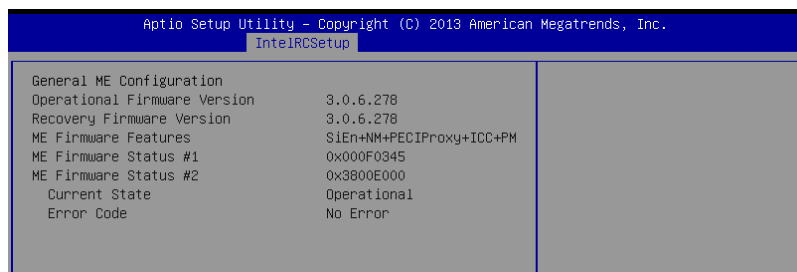 Aptio Setup Utility – Copyright (C) 2013 American Megatrends, Inc.
IntelRCSetup
General ME Configuration
Operational Firmware Version 3.0.6.278
Recovery Firmware Version 3.0.6.278
ME Firmware Features SiEn+NM+PECIProxy+ICC+PM
ME Firmware Status #1 0x000F0345
ME Firmware Status #2 0x3800E000
Current State Operational
Error Code No Error